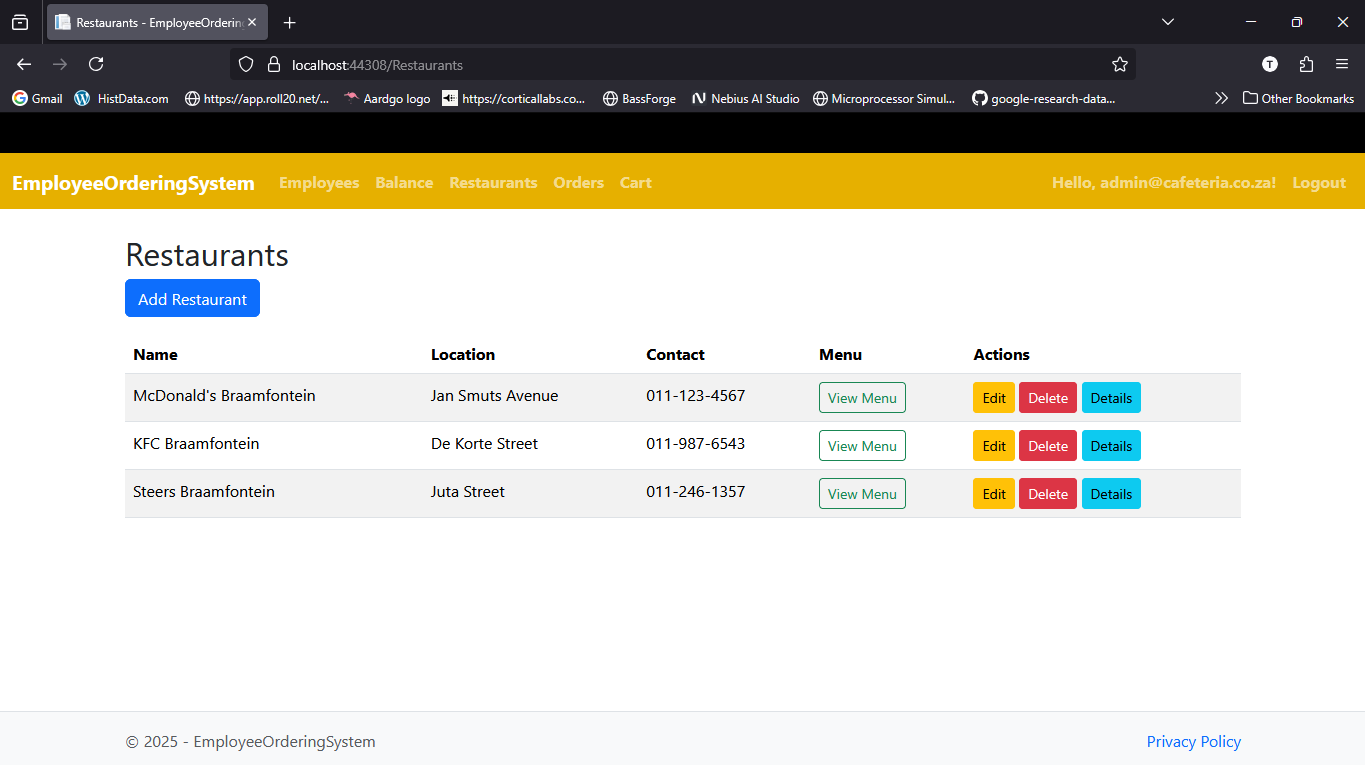 Restaurants - EmployeeOrdering
localhost:44308/Restaurants
T
Gmail HistData.com https://app.roll20.net/... Aardgo logo https://corticallabs.co... BassForge Nebius AI Studio Microprocessor Simul... google-research-data... Other Bookmarks
EmployeeOrderingSystem Employees Balance Restaurants Orders Cart Hello, admin@cafeteria.co.za! Logout
Restaurants
Add Restaurant
Name Location Contact Menu Actions
McDonald's Braamfontein Jan Smuts Avenue 011-123-4567 View Menu Edit Delete Details
KFC Braamfontein De Korte Street 011-987-6543 View Menu Edit Delete Details
Steers Braamfontein Juta Street 011-246-1357 View Menu Edit Delete Details
© 2025 - EmployeeOrderingSystem Privacy Policy